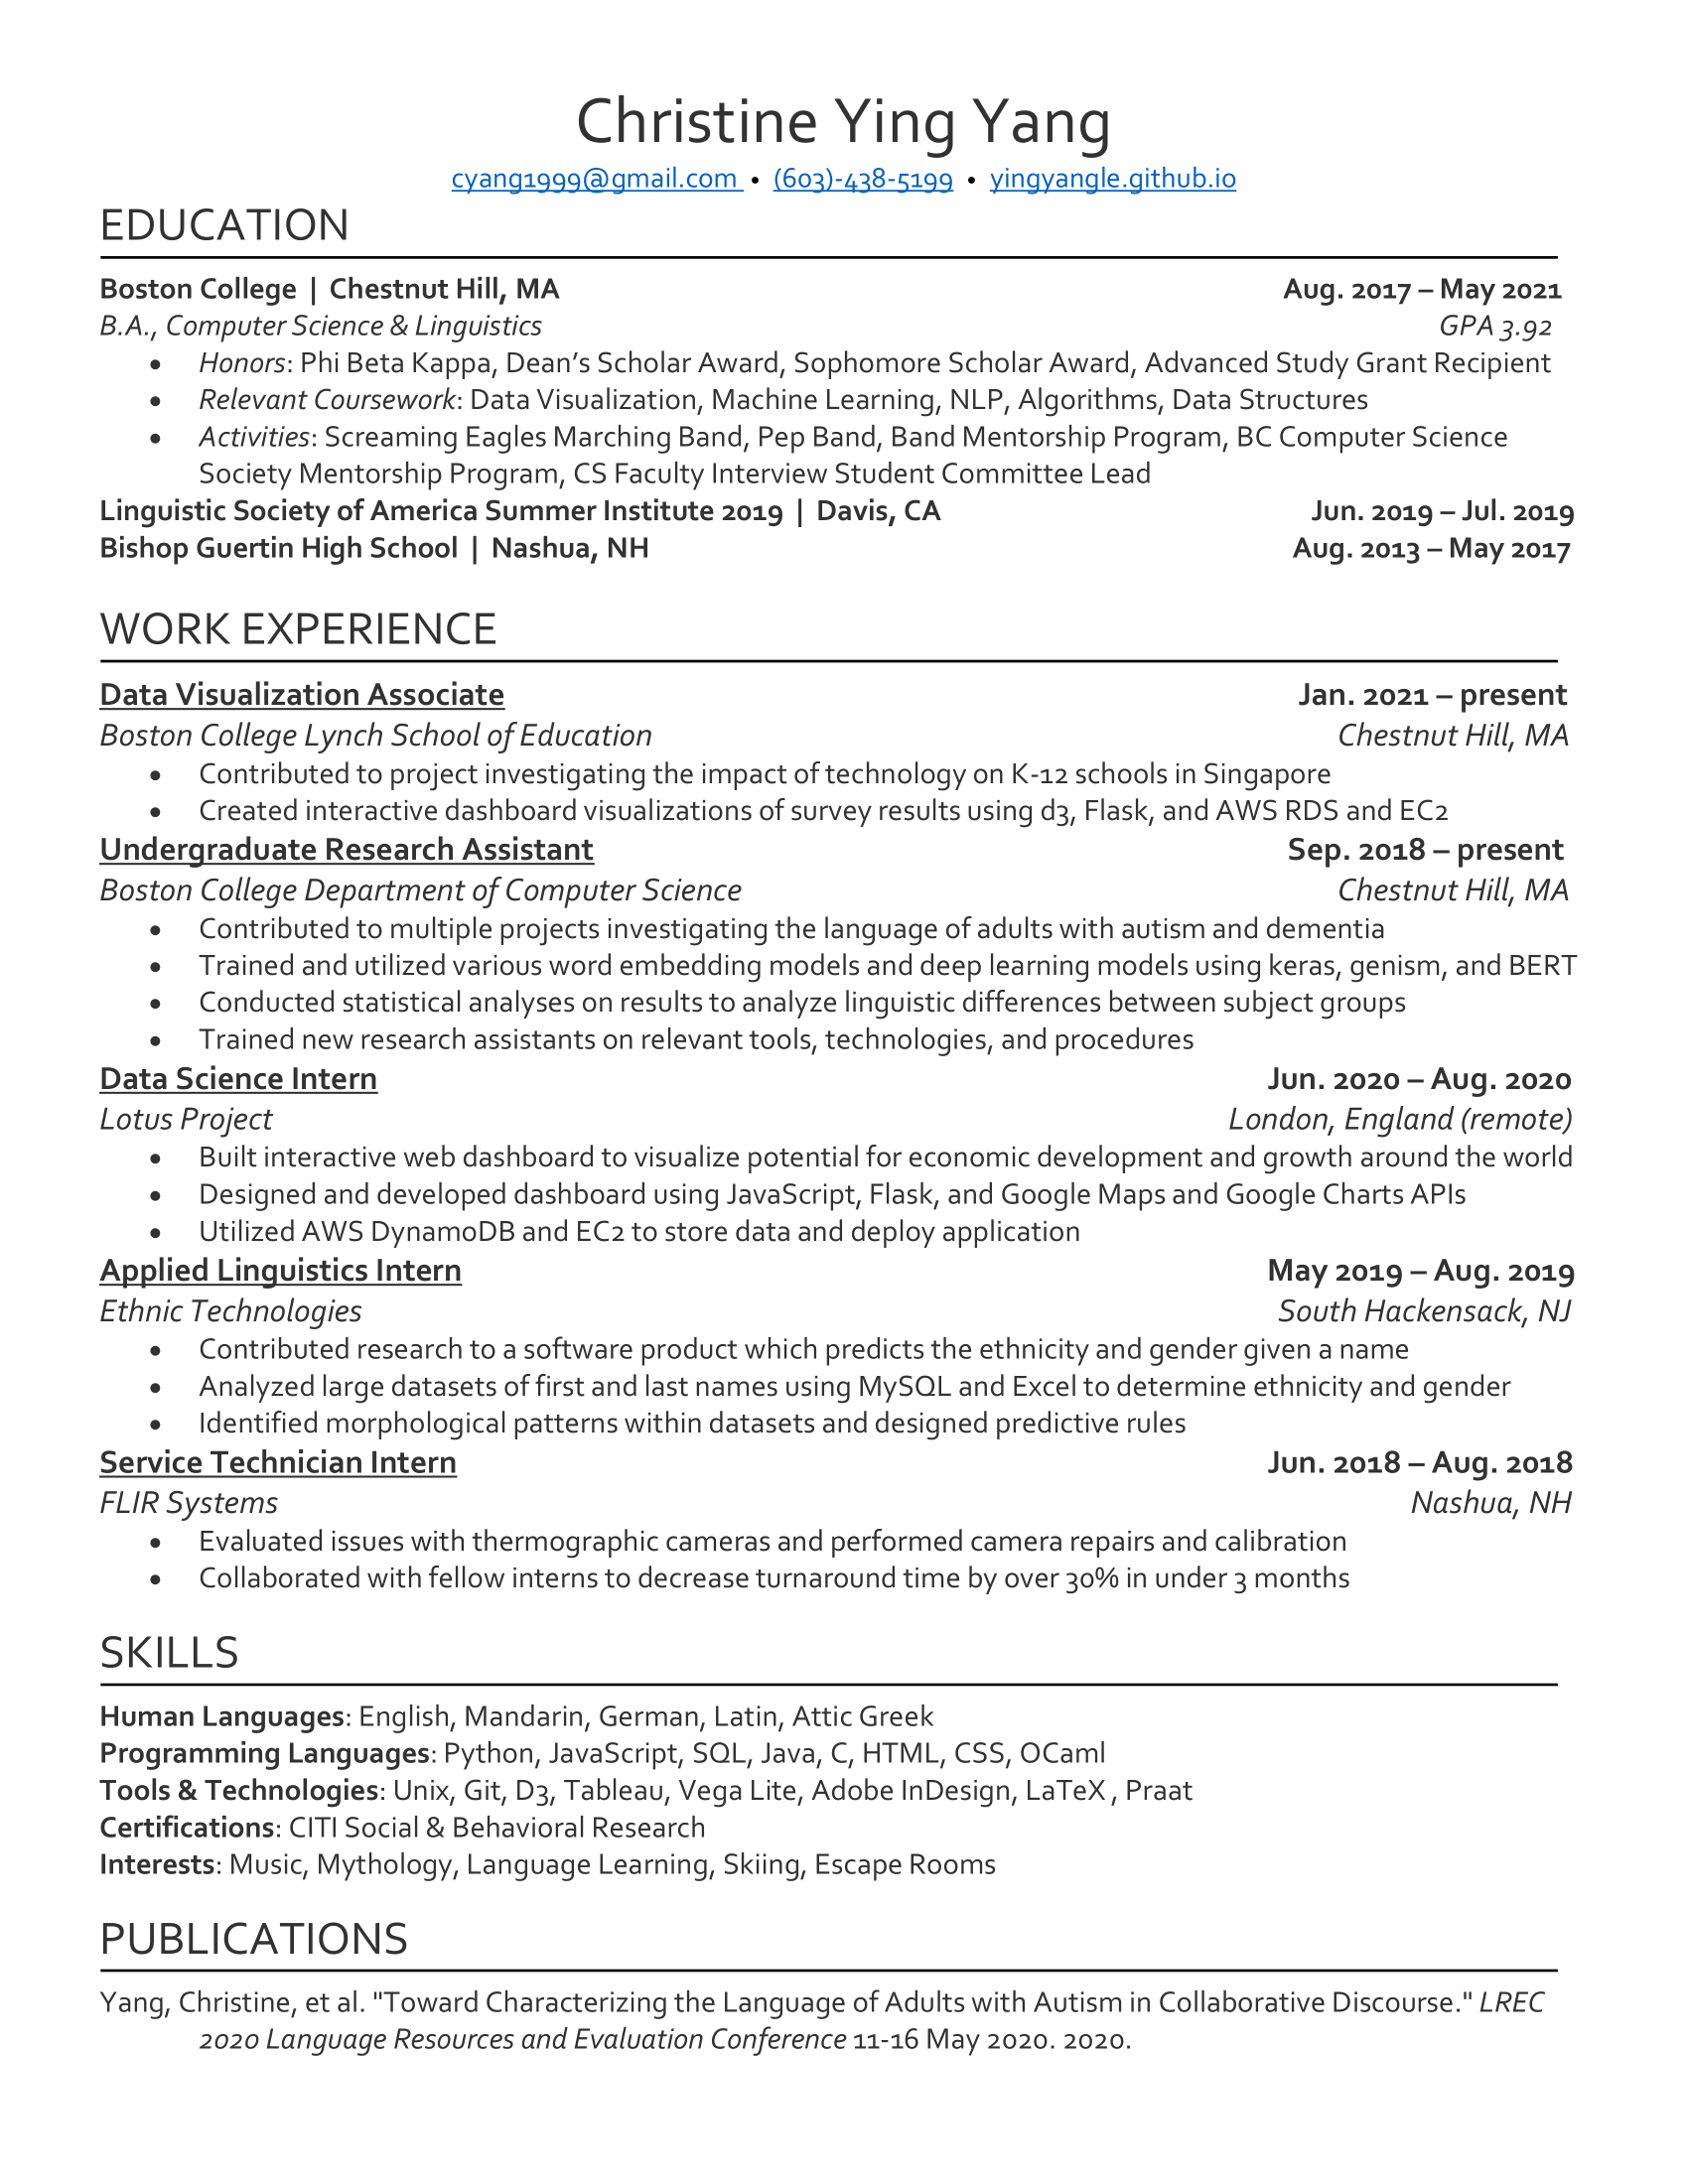 Christine Ying Yang
cyang1999@gmail.com • (603)-438-5199 • yingyangle.github.io
EDUCATION
Boston College | Chestnut Hill, MA Aug. 2017 – May 2021
B.A., Computer Science & Linguistics GPA 3.92
• Honors: Phi Beta Kappa, Dean’s Scholar Award, Sophomore Scholar Award, Advanced Study Grant Recipient
• Relevant Coursework: Data Visualization, Machine Learning, NLP, Algorithms, Data Structures
• Activities: Screaming Eagles Marching Band, Pep Band, Band Mentorship Program, BC Computer Science
Society Mentorship Program, CS Faculty Interview Student Committee Lead
Linguistic Society of America Summer Institute 2019 | Davis, CA Jun. 2019 – Jul. 2019
Bishop Guertin High School | Nashua, NH Aug. 2013 – May 2017
WORK EXPERIENCE
Data Visualization Associate Jan. 2021 – present
Boston College Lynch School of Education Chestnut Hill, MA
• Contributed to project investigating the impact of technology on K-12 schools in Singapore
• Created interactive dashboard visualizations of survey results using d3, Flask, and AWS RDS and EC2
Undergraduate Research Assistant Sep. 2018 – present
Boston College Department of Computer Science Chestnut Hill, MA
• Contributed to multiple projects investigating the language of adults with autism and dementia
• Trained and utilized various word embedding models and deep learning models using keras, genism, and BERT
• Conducted statistical analyses on results to analyze linguistic differences between subject groups
• Trained new research assistants on relevant tools, technologies, and procedures
Data Science Intern Jun. 2020 – Aug. 2020
Lotus Project London, England (remote)
• Built interactive web dashboard to visualize potential for economic development and growth around the world
• Designed and developed dashboard using JavaScript, Flask, and Google Maps and Google Charts APIs
• Utilized AWS DynamoDB and EC2 to store data and deploy application
Applied Linguistics Intern May 2019 – Aug. 2019
Ethnic Technologies South Hackensack, NJ
• Contributed research to a software product which predicts the ethnicity and gender given a name
• Analyzed large datasets of first and last names using MySQL and Excel to determine ethnicity and gender
• Identified morphological patterns within datasets and designed predictive rules
Service Technician Intern Jun. 2018 – Aug. 2018
FLIR Systems Nashua, NH
• Evaluated issues with thermographic cameras and performed camera repairs and calibration
• Collaborated with fellow interns to decrease turnaround time by over 30% in under 3 months
SKILLS
Human Languages: English, Mandarin, German, Latin, Attic Greek
Programming Languages: Python, JavaScript, SQL, Java, C, HTML, CSS, OCaml
Tools & Technologies: Unix, Git, D3, Tableau, Vega Lite, Adobe InDesign, LaTeX , Praat
Certifications: CITI Social & Behavioral Research
Interests: Music, Mythology, Language Learning, Skiing, Escape Rooms
PUBLICATIONS
Yang, Christine, et al. "Toward Characterizing the Language of Adults with Autism in Collaborative Discourse." LREC
2020 Language Resources and Evaluation Conference 11-16 May 2020. 2020.